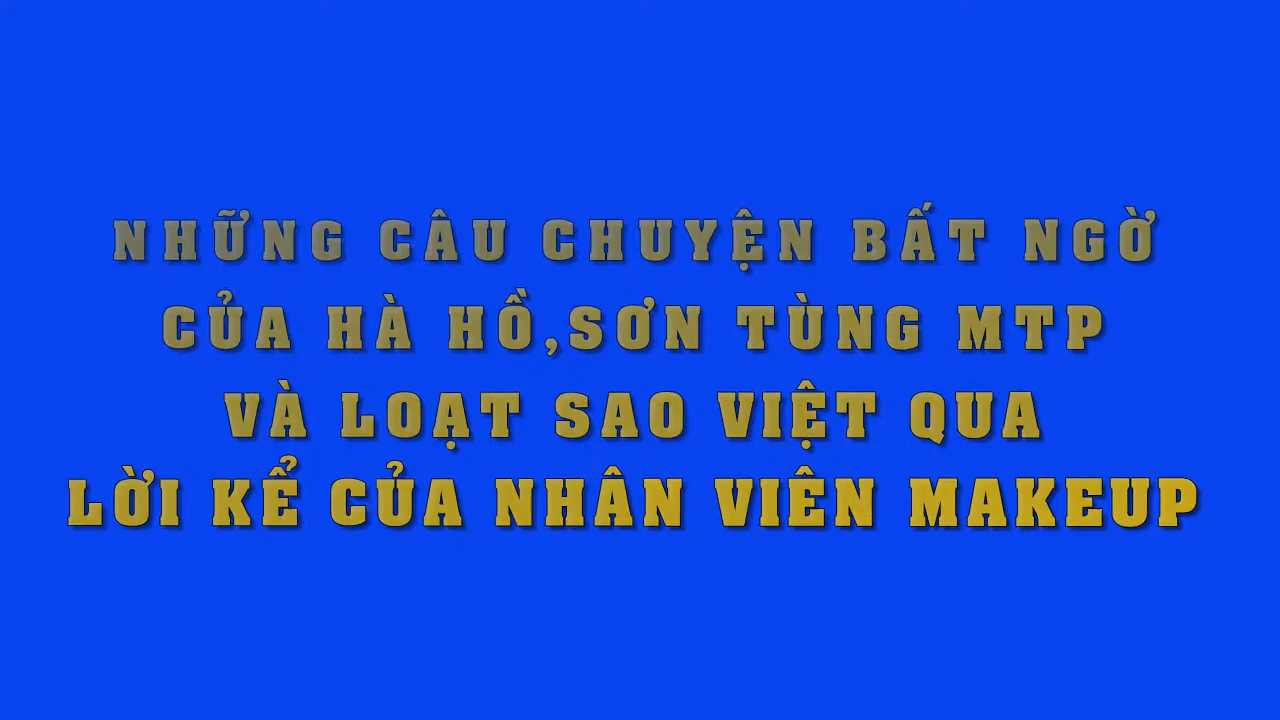 NHỮNG CÂU CHUYỆN BẤT NGỜ
CỦA HÀ HỒ,SƠN TÙNG MTP
VÀ LOẠT SAO VIỆT QUA
LỜI KỂ CỦA NHÂN VIÊN MAKEUP